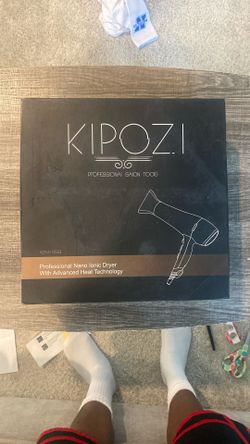 KIPOZI
PROFESSIONAL SALON TOOLS
Professional Nano Ionic Dryer
With Advanced Heat Technology